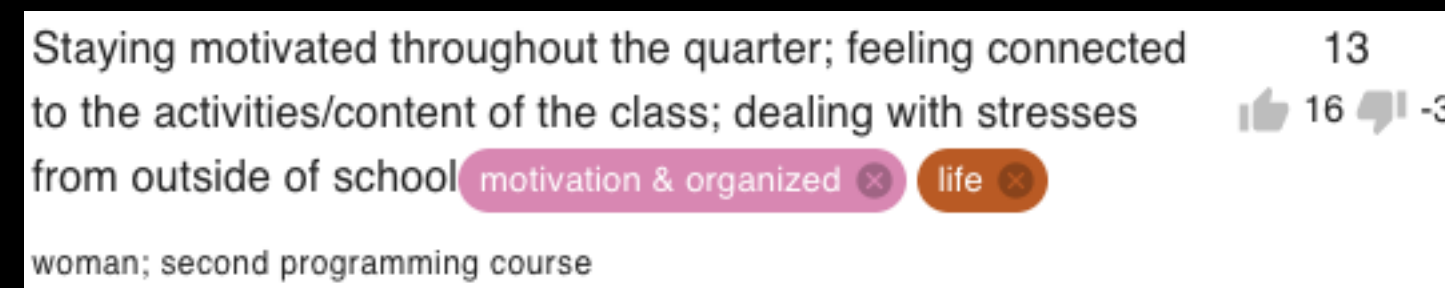 Staying motivated throughout the quarter; feeling connected
13
to the activities/content of the class; dealing with stresses
16 -3
from outside of school motivation & organized life
woman; second programming course